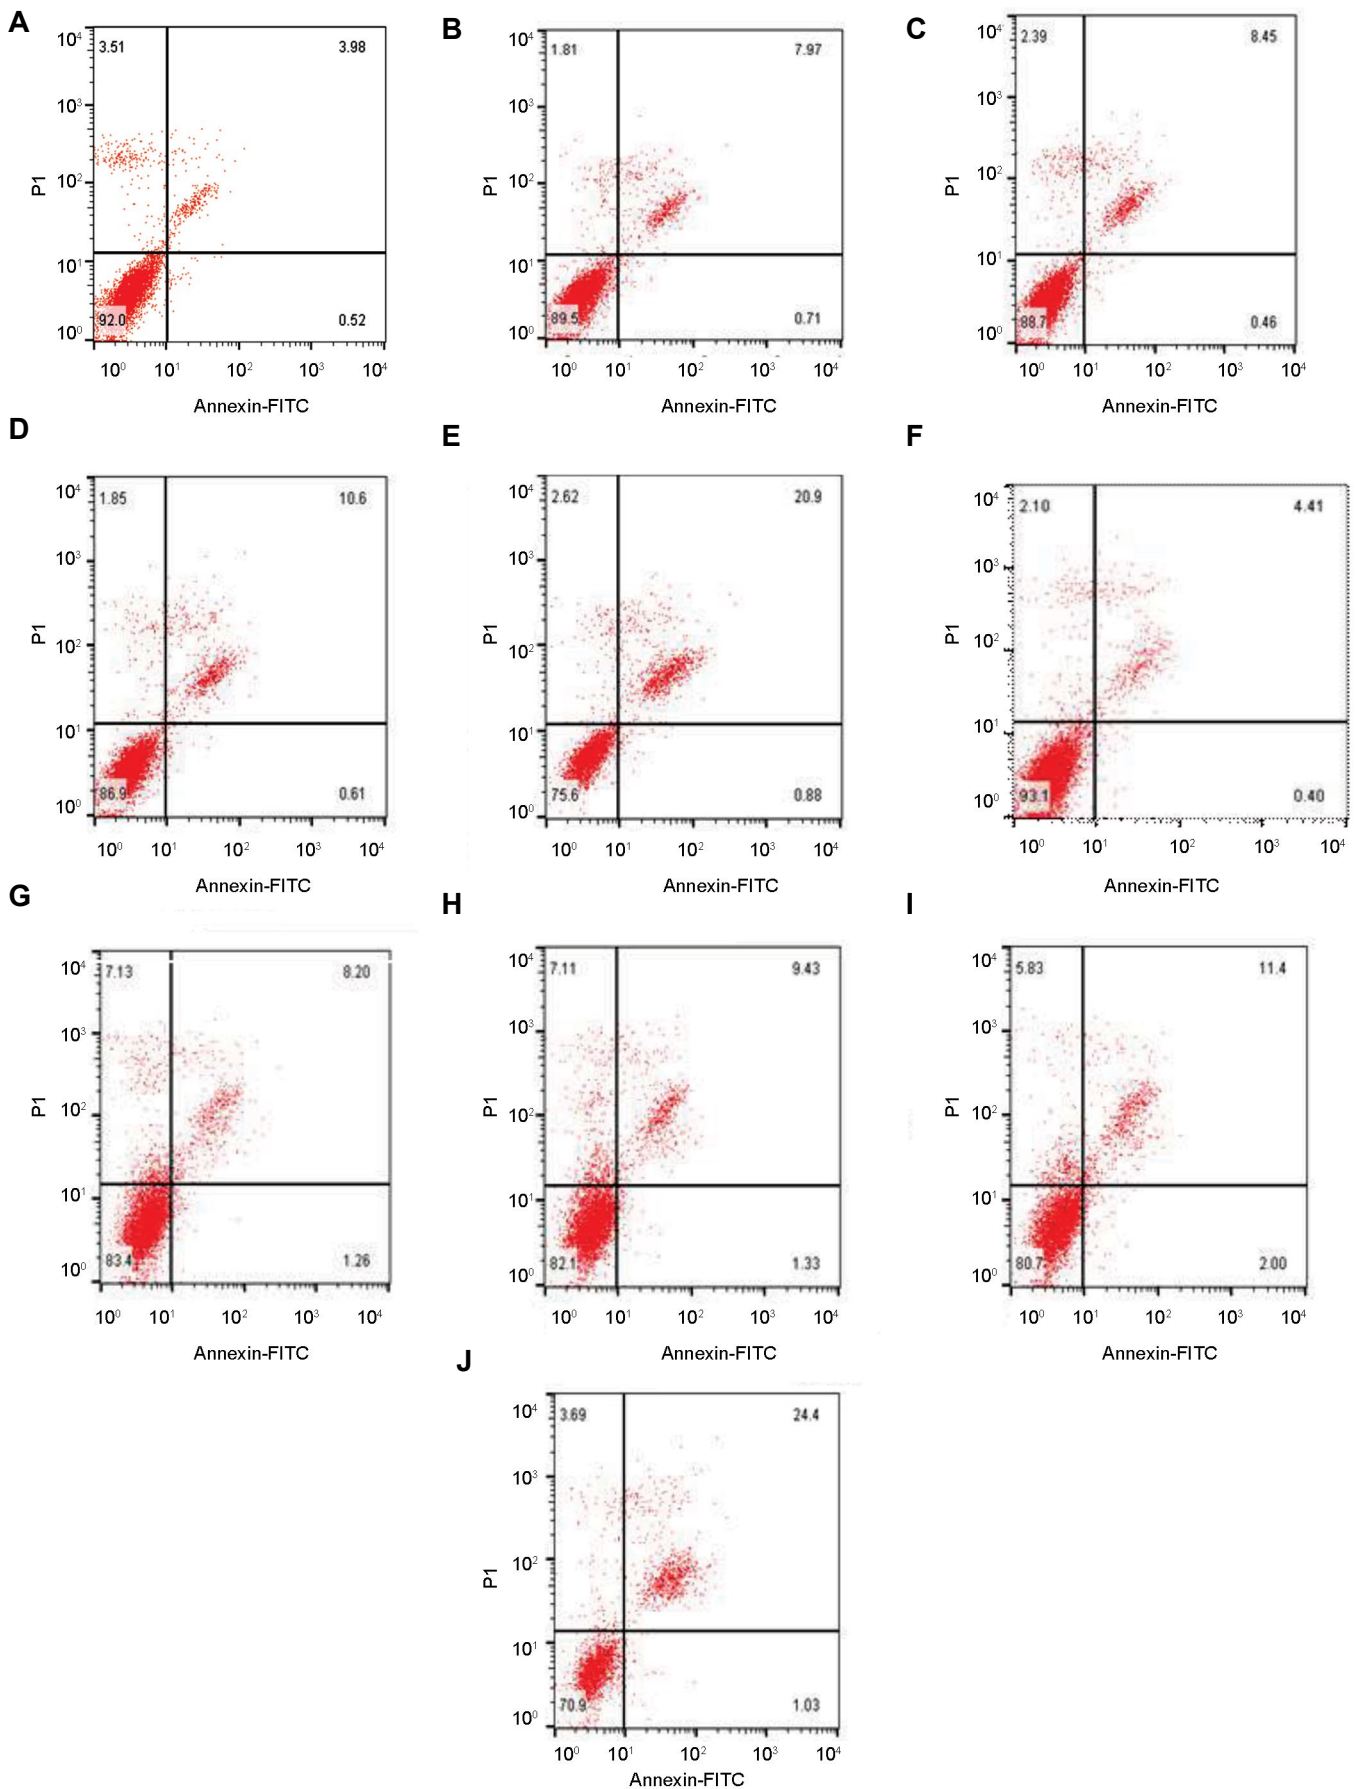 A
10⁴
3.51
3.98
10³
10²
P1
10¹
92.0
0.52
10⁰
10⁰ 10¹ 10² 10³ 10⁴
Annexin-FITC
B
10⁴
1.81
7.97
10³
10²
P1
10¹
89.5
0.71
10⁰
10⁰ 10¹ 10² 10³ 10⁴
Annexin-FITC
C
10⁴
2.39
8.45
10³
10²
P1
10¹
88.7
0.46
10⁰
10⁰ 10¹ 10² 10³ 10⁴
Annexin-FITC
D
10⁴
1.85
10.6
10³
10²
P1
10¹
86.9
0.61
10⁰
10⁰ 10¹ 10² 10³ 10⁴
Annexin-FITC
E
10⁴
2.62
20.9
10³
10²
P1
10¹
75.6
0.88
10⁰
10⁰ 10¹ 10² 10³ 10⁴
Annexin-FITC
F
10⁴
2.10
4.41
10³
10²
P1
10¹
93.1
0.40
10⁰
10⁰ 10¹ 10² 10³ 10⁴
Annexin-FITC
G
10⁴
7.13
8.20
10³
10²
P1
10¹
83.4
1.26
10⁰
10⁰ 10¹ 10² 10³ 10⁴
Annexin-FITC
H
10⁴
7.11
9.43
10³
10²
P1
10¹
82.1
1.33
10⁰
10⁰ 10¹ 10² 10³ 10⁴
Annexin-FITC
I
10⁴
5.83
11.4
10³
10²
P1
10¹
80.7
2.00
10⁰
10⁰ 10¹ 10² 10³ 10⁴
Annexin-FITC
J
10⁴
3.69
24.4
10³
10²
P1
10¹
70.9
1.03
10⁰
10⁰ 10¹ 10² 10³ 10⁴
Annexin-FITC